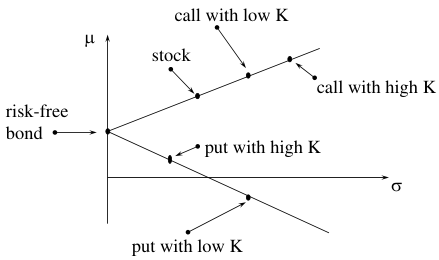 call with low K
μ
stock
call with high K
risk-free
bond
put with high K
σ
put with low K